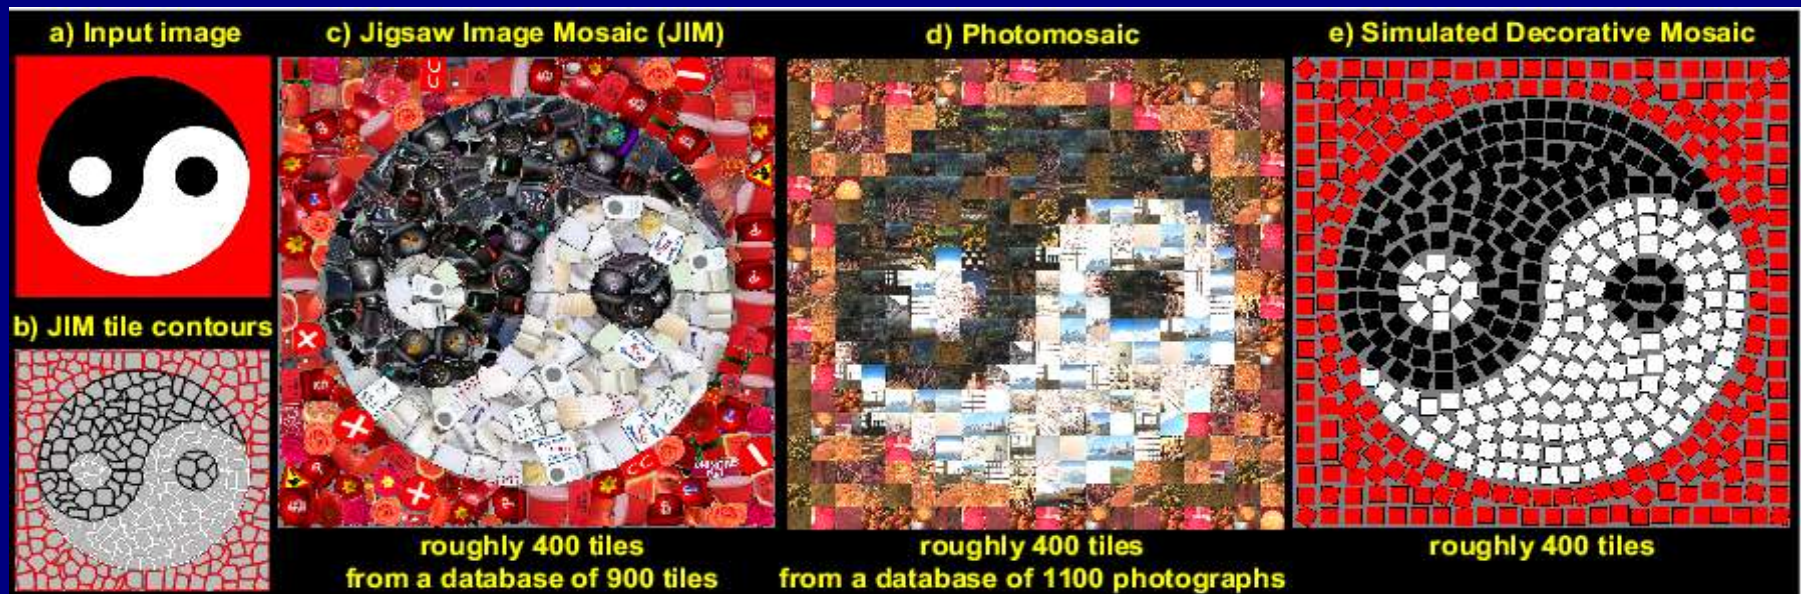 a) Input image
b) JIM tile contours
c) Jigsaw Image Mosaic (JIM)
roughly 400 tiles
from a database of 900 tiles
d) Photomosaic
roughly 400 tiles
from a database of 1100 photographs
e) Simulated Decorative Mosaic
roughly 400 tiles